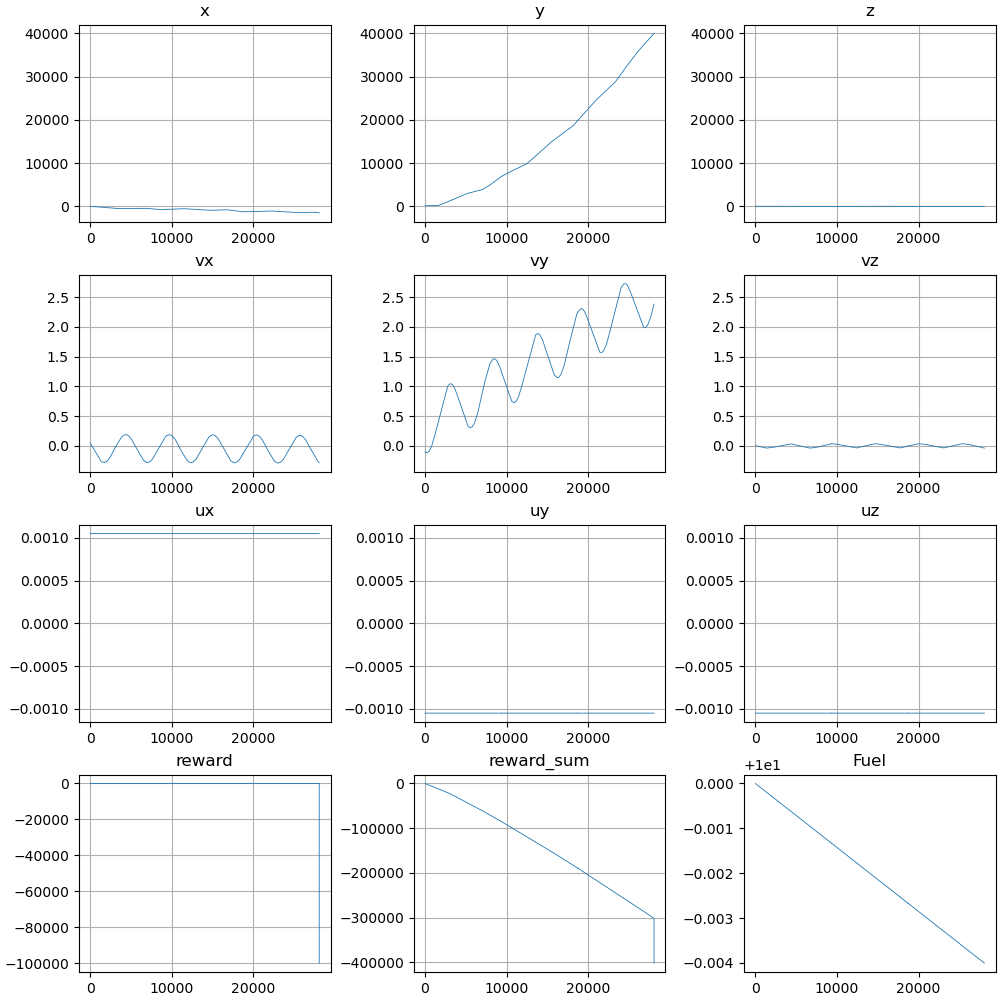 x y z
40000 40000 40000
30000 30000 30000
20000 20000 20000
10000 10000 10000
0 0 0
0 10000 20000 0 10000 20000 0 10000 20000
vx vy vz
2.5 2.5 2.5
2.0 2.0 2.0
1.5 1.5 1.5
1.0 1.0 1.0
0.5 0.5 0.5
0.0 0.0 0.0
0 10000 20000 0 10000 20000 0 10000 20000
ux uy uz
0.0010 0.0010 0.0010
0.0005 0.0005 0.0005
0.0000 0.0000 0.0000
−0.0005 −0.0005 −0.0005
−0.0010 −0.0010 −0.0010
0 10000 20000 0 10000 20000 0 10000 20000
reward reward_sum +1e1 Fuel
0 0 0.000
−20000 −100000 −0.001
−40000 −200000 −0.002
−60000 −300000 −0.003
−80000 −400000 −0.004
−100000
0 10000 20000 0 10000 20000 0 10000 20000